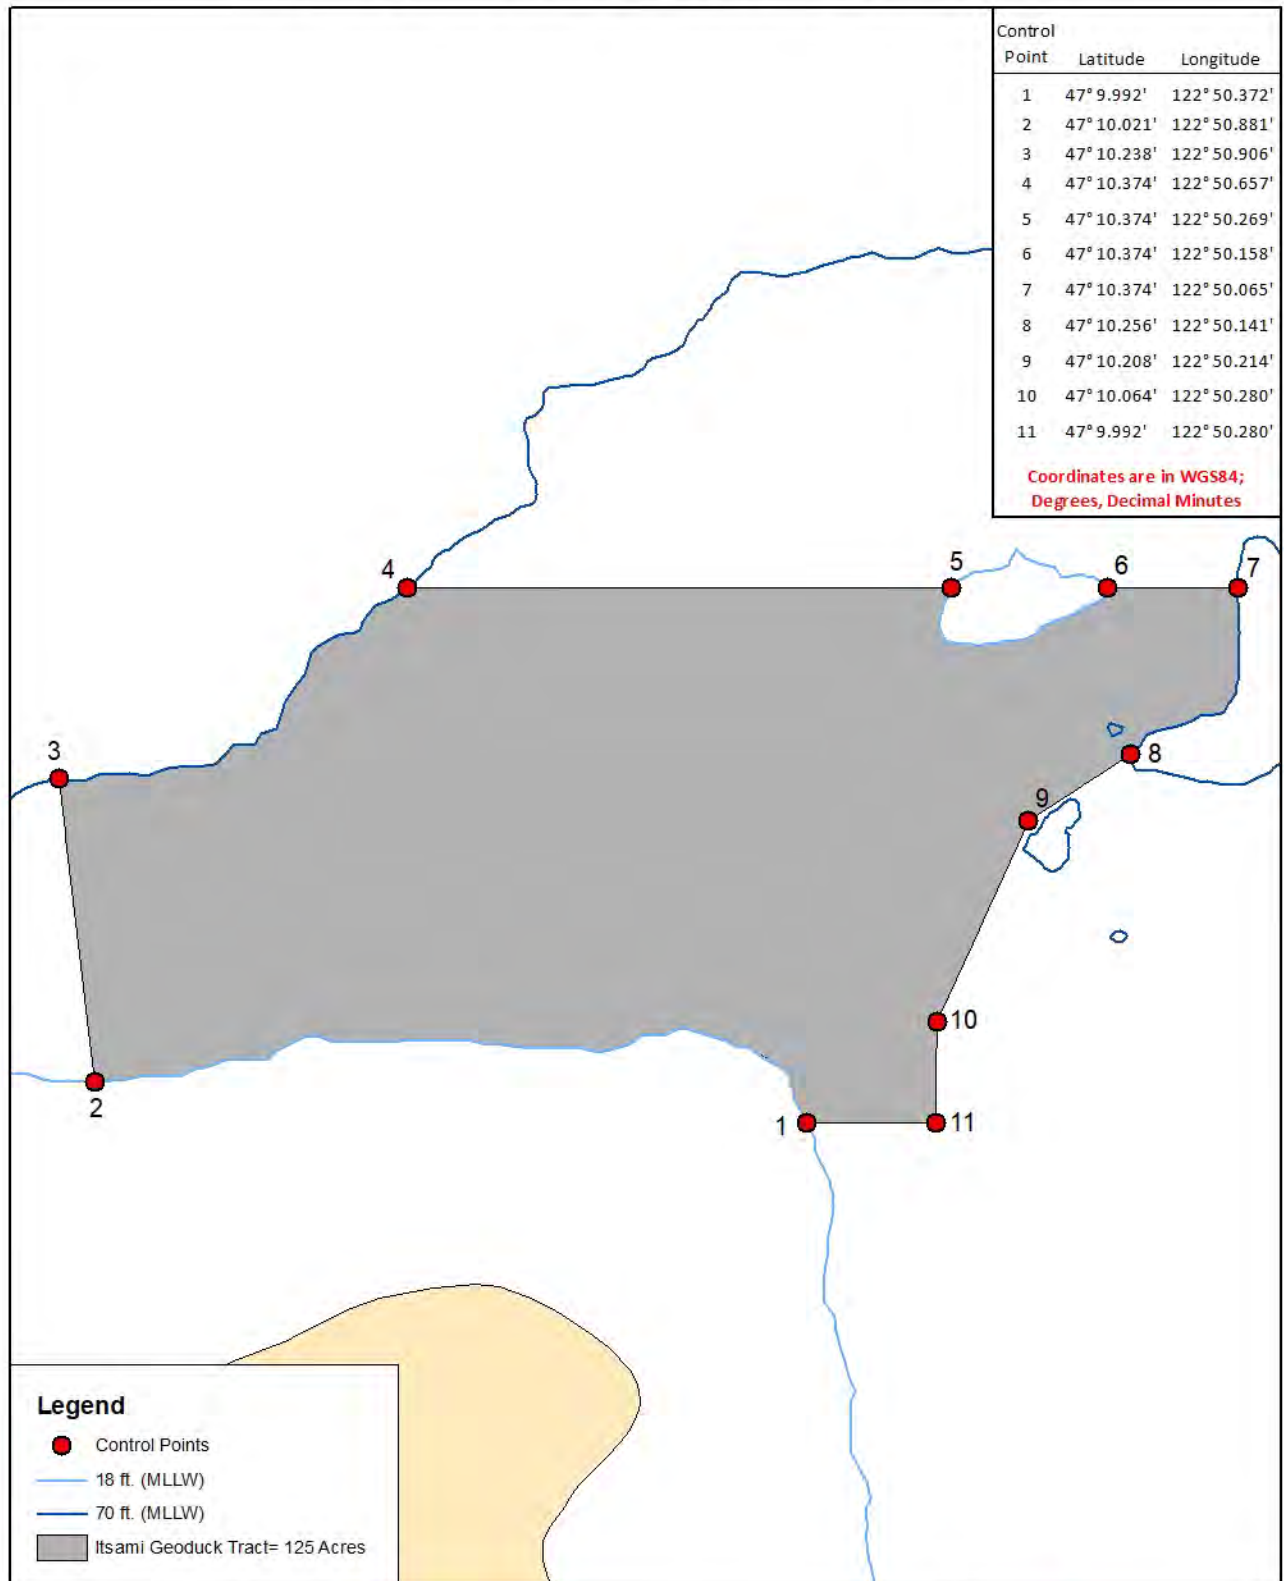 Control
Point Latitude Longitude
1 47° 9.992' 122° 50.372'
2 47° 10.021' 122° 50.881'
3 47° 10.238' 122° 50.906'
4 47° 10.374' 122° 50.657'
5 47° 10.374' 122° 50.269'
6 47° 10.374' 122° 50.158'
7 47° 10.374' 122° 50.065'
8 47° 10.256' 122° 50.141'
9 47° 10.208' 122° 50.214'
10 47° 10.064' 122° 50.280'
11 47° 9.992' 122° 50.280'
Coordinates are in WGS84;
Degrees, Decimal Minutes
4
5
6
7
3
8
9
10
2
1
11
Legend
Control Points
18 ft. (MLLW)
70 ft. (MLLW)
Itsami Geoduck Tract= 125 Acres